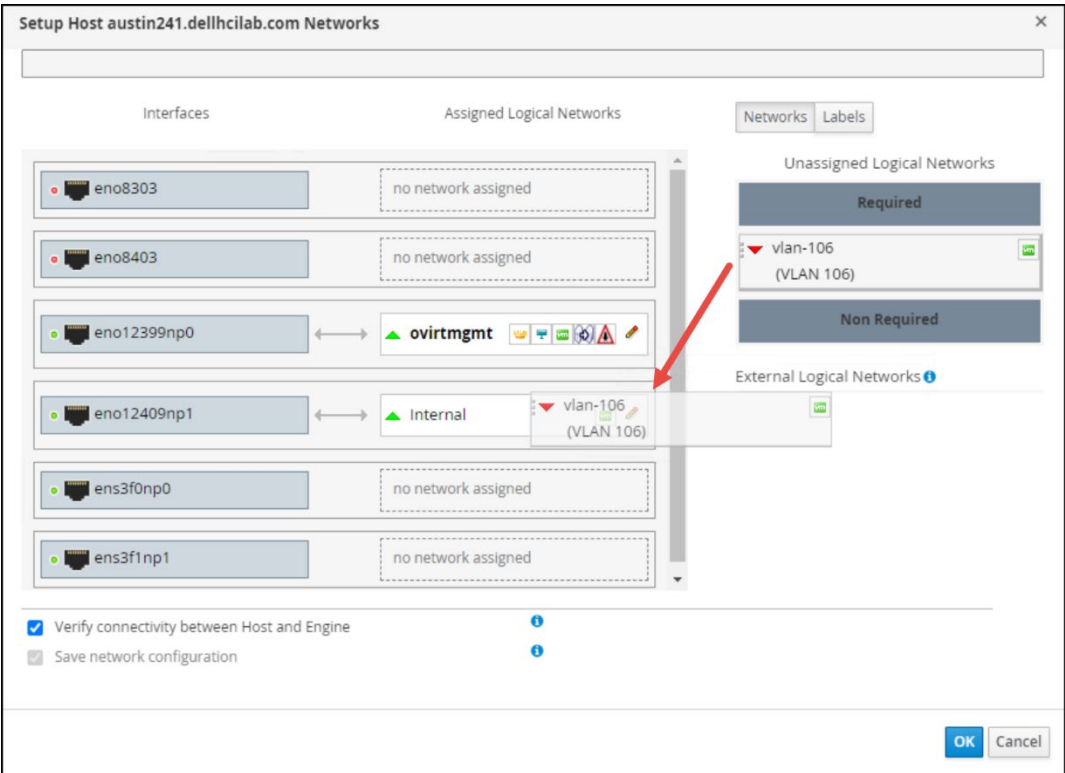 Setup Host austin241.dellhcilab.com Networks
Interfaces
Assigned Logical Networks
Networks
Labels
Unassigned Logical Networks
Required
vlan-106
(VLAN 106)
Non Required
External Logical Networks
eno8303
no network assigned
eno8403
no network assigned
eno12399np0
ovirtmgmt
vm
eno12409np1
Internal
vlan-106
(VLAN 106)
vm
ens3f0np0
no network assigned
ens3f1np1
no network assigned
Verify connectivity between Host and Engine
Save network configuration
OK
Cancel